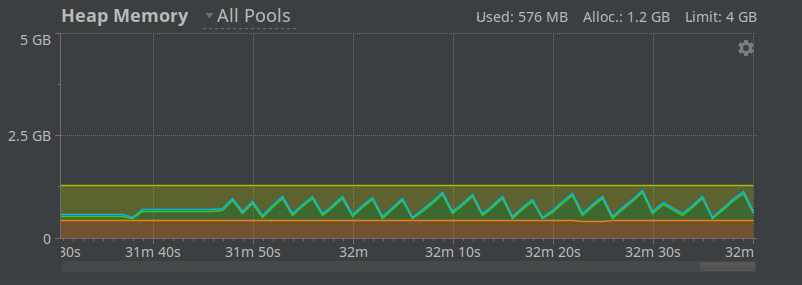 Heap Memory All Pools Used: 576 MB Alloc.: 1.2 GB Limit: 4 GB
5 GB
2.5 GB
0
30s 31m 40s 31m 50s 32m 32m 10s 32m 20s 32m 30s 32m